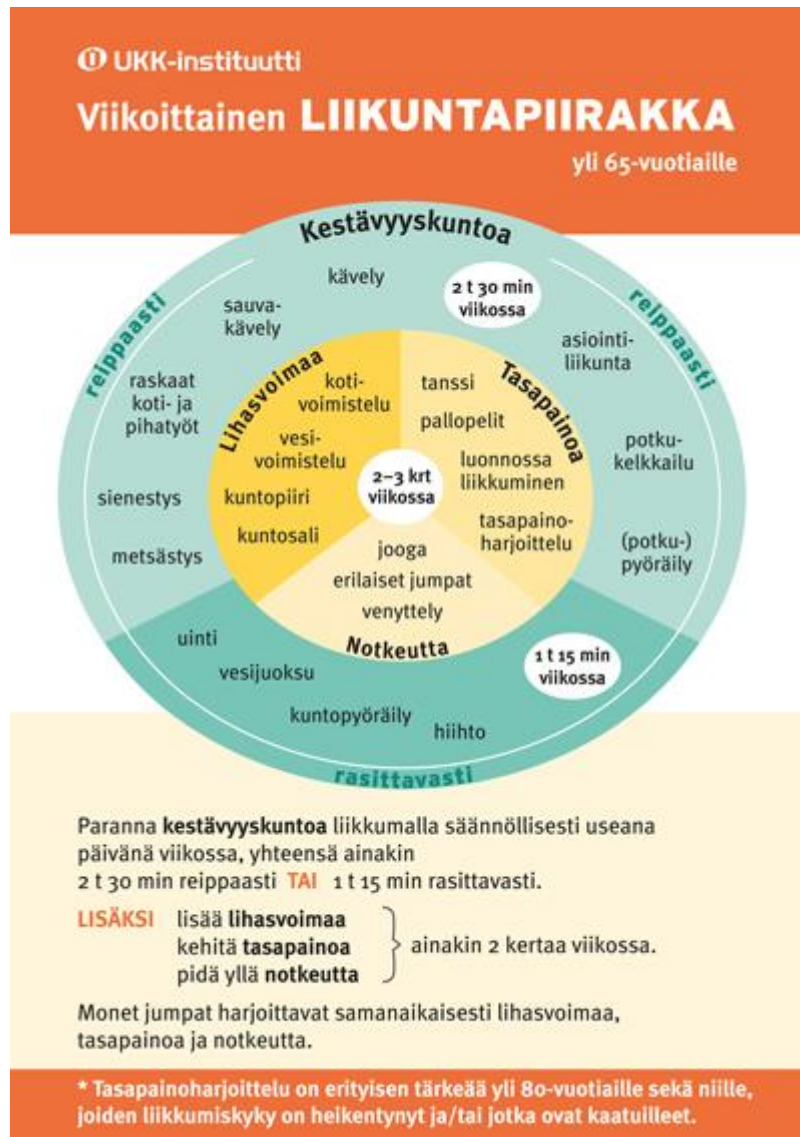 UKK-instituutti
Viikoittainen LIIKUNTAPIIRAKKA
yli 65-vuotiaille
Kestävyyskuntoa
reippaasti
reippaasti
kävely
2 t 30 min
viikossa
sauva-
kävely
asiointi-
liikunta
raskaat
koti- ja
pihatyöt
potku-
kelkkailu
sienestys
metsästys
(potku-)
pyöräily
Lihasvoimaa
koti-
voimistelu
vesi-
voimistelu
kuntopiiri
kuntosali
Tasapainoa
tanssi
pallopelit
luonnossa
liikkuminen
tasapaino-
harjoittelu
2–3 krt
viikossa
jooga
erilaiset jumpat
venyttely
Notkeutta
uinti
vesijuoksu
kuntopyöräily
hiihto
1 t 15 min
viikossa
rasittavasti
Paranna kestävyyskuntoa liikkumalla säännöllisesti useana
päivänä viikossa, yhteensä ainakin
2 t 30 min reippaasti TAI 1 t 15 min rasittavasti.
LISÄKSI lisää lihasvoimaa
kehitä tasapainoa ainakin 2 kertaa viikossa.
pidä yllä notkeutta
Monet jumpat harjoittavat samanaikaisesti lihasvoimaa,
tasapainoa ja notkeutta.
* Tasapainoharjoittelu on erityisen tärkeää yli 80-vuotiaille sekä niille,
joiden liikkumiskyky on heikentynyt ja/tai jotka ovat kaatuilleet.